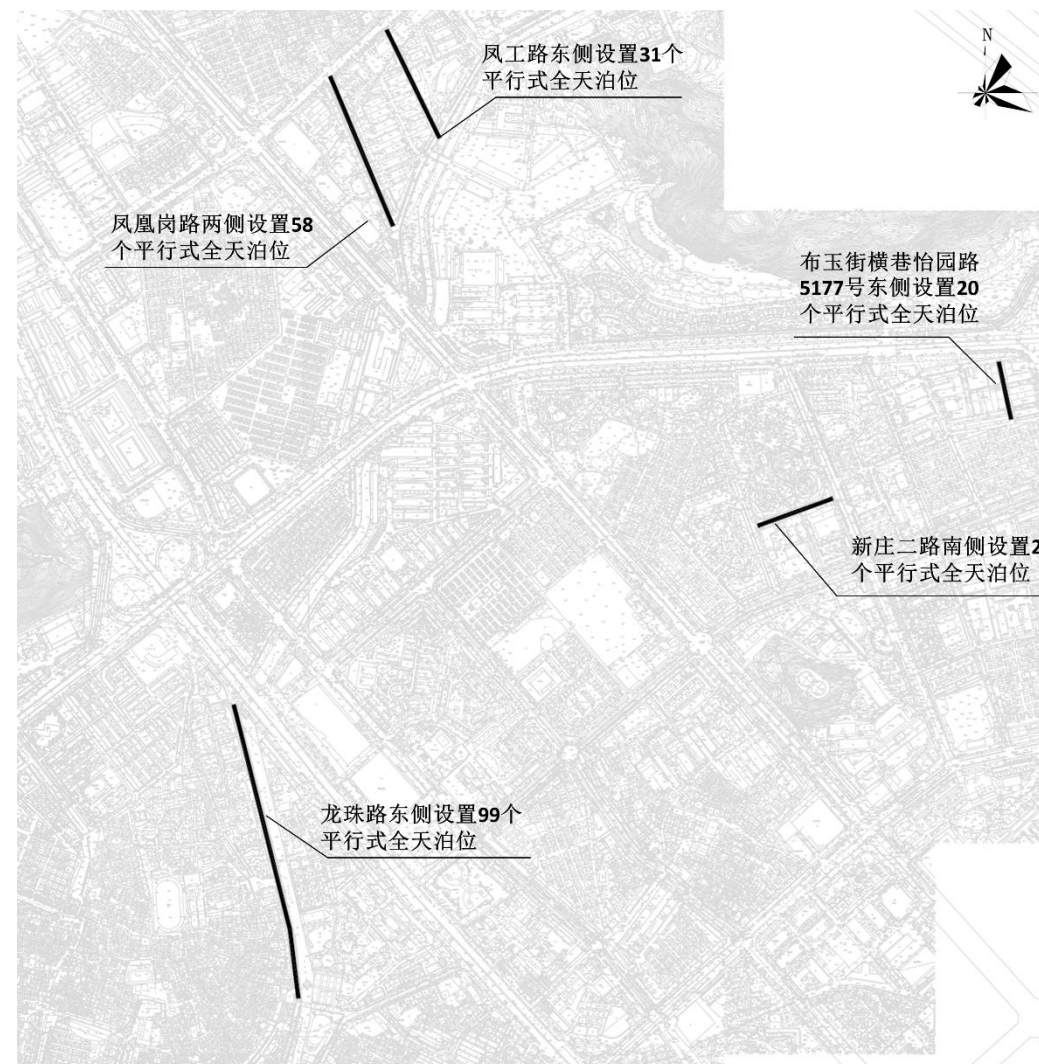 N
凤工路东侧设置31个
平行式全天泊位
凤凰岗路两侧设置58
个平行式全天泊位
布玉街横巷怡园路
5177号东侧设置20
个平行式全天泊位
新庄二路南侧设置2
个平行式全天泊位
龙珠路东侧设置99个
平行式全天泊位